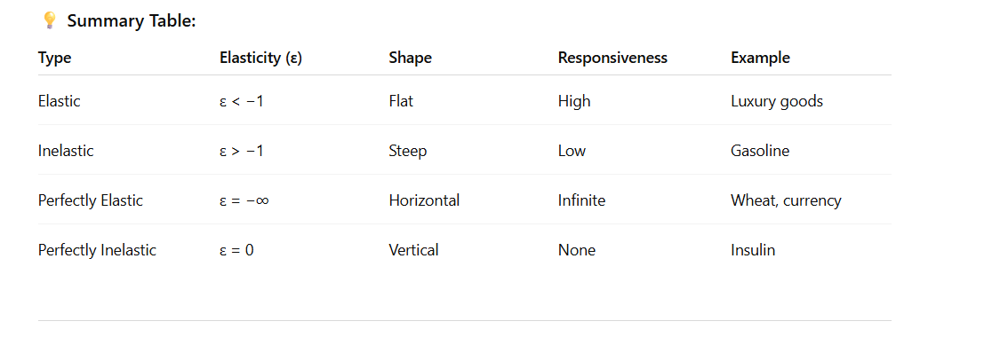 💡 Summary Table:
Type Elasticity (ε) Shape Responsiveness Example
Elastic ε < −1 Flat High Luxury goods
Inelastic ε > −1 Steep Low Gasoline
Perfectly Elastic ε = −∞ Horizontal Infinite Wheat, currency
Perfectly Inelastic ε = 0 Vertical None Insulin